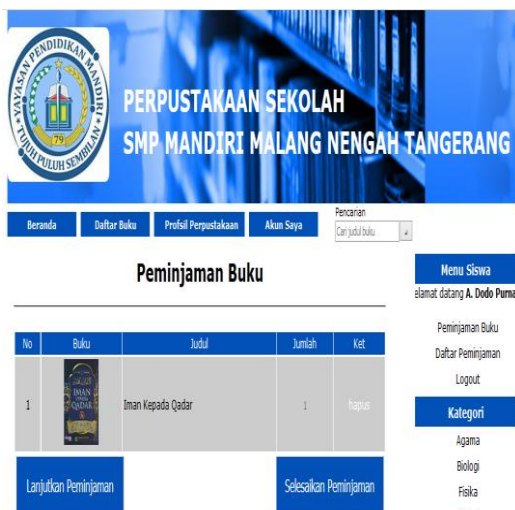 YAYASAN PENDIDIKAN MANDIRI
79
TUJUH PULUH SEMBILAN
PERPUSTAKAAN SEKOLAH
SMP MANDIRI MALANG NENGAH TANGERANG
Beranda
Daftar Buku
Profsil Perpustakaan
Akun Saya
Pencarian
Cari judul buku
Peminjaman Buku
Menu Siswa
elamat datang A. Dodo Purna
Peminjaman Buku
Daftar Peminjaman
Logout
No Buku Judul Jumlah Ket
1 IMAN KEPADA QADAR Iman Kepada Qadar 1 hapus
Lanjutkan Peminjaman
Selesaikan Peminjaman
Kategori
Agama
Biologi
Fisika